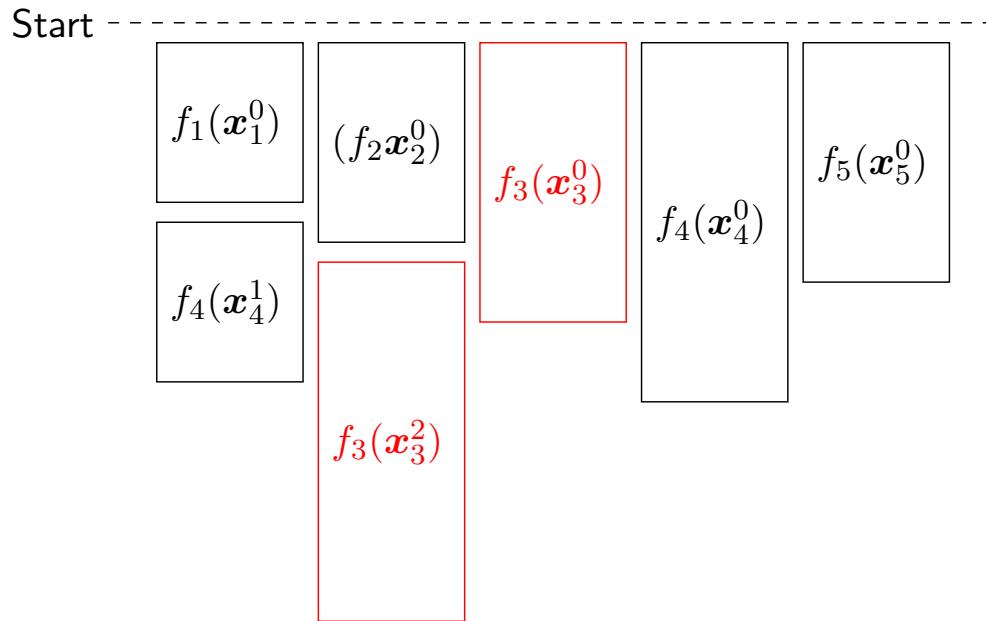 Start
f_1(x_1^0)
(f_2x_2^0)
f_3(x_3^0)
f_4(x_4^0)
f_5(x_5^0)
f_4(x_4^1)
f_3(x_3^2)